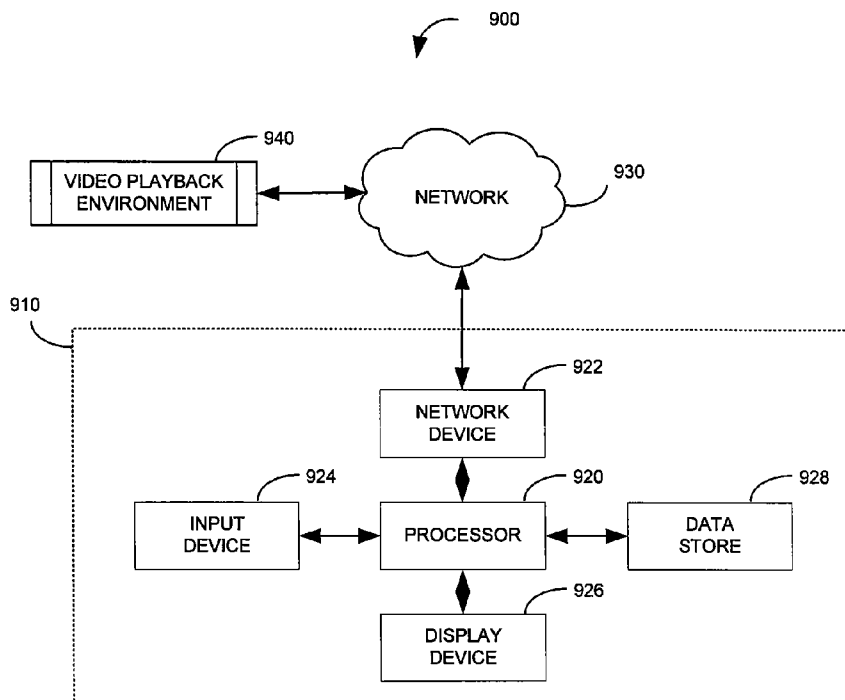 900
940
VIDEO PLAYBACK
ENVIRONMENT
NETWORK
930
910
922
NETWORK
DEVICE
924
920
928
INPUT
DEVICE
PROCESSOR
DATA
STORE
926
DISPLAY
DEVICE